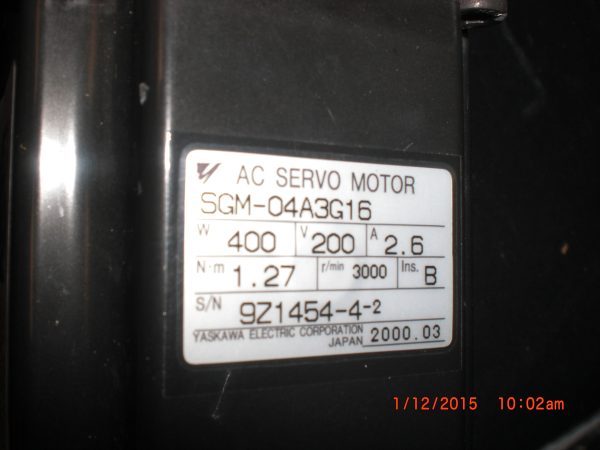 AC SERVO MOTOR
SGM-04A3G16
W 400 V 200 A 2.6
N·m 1.27 r/min 3000 Ins. B
S/N 9Z1454-4-2
YASKAWA ELECTRIC CORPORATION 2000.03
JAPAN
1/12/2015 10:02am